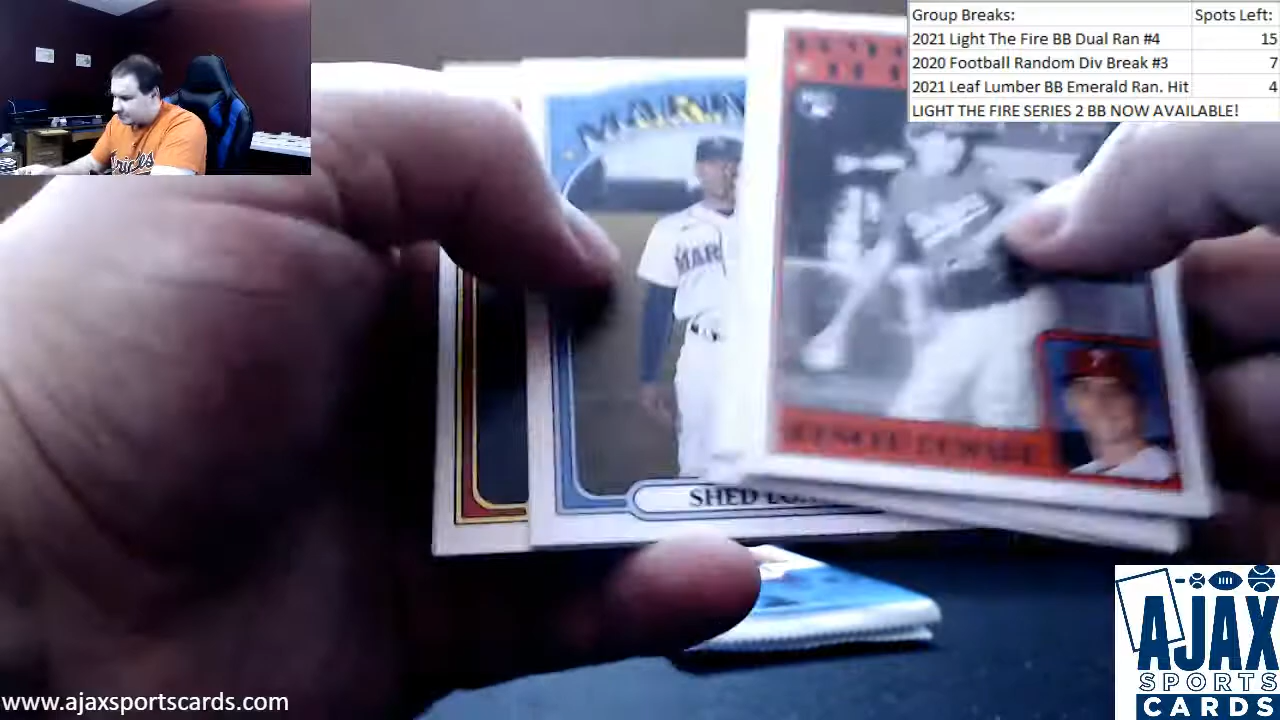 Group Breaks: Spots Left:
2021 Light The Fire BB Dual Ran #4 15
2020 Football Random Div Break #3 7
2021 Leaf Lumber BB Emerald Ran. Hit 4
LIGHT THE FIRE SERIES 2 BB NOW AVAILABLE!
MAR
SHED
www.ajaxsportscards.com
AJAX
SPORTS
CARDS